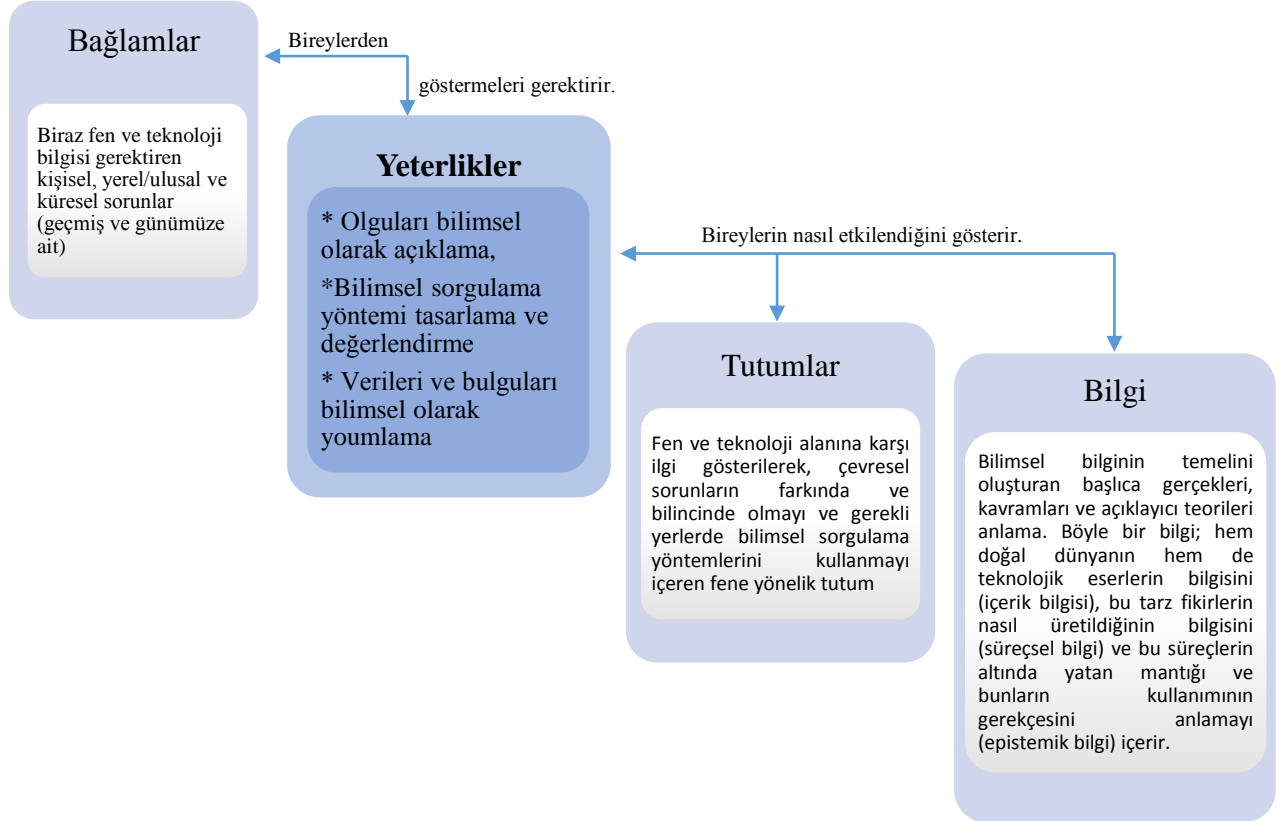 Bağlamlar
Biraz fen ve teknoloji
bilgisi gerektiren
kişisel, yerel/ulusal ve
küresel sorunlar
(geçmiş ve günümüze
ait)
Bireylerden
göstermeleri gerektirir.
Yeterlikler
* Olguları bilimsel
olarak açıklama,
*Bilimsel sorgulama
yöntemi tasarlama ve
değerlendirme
* Verileri ve bulguları
bilimsel olarak
youmlama
Bireylerin nasıl etkilendiğini gösterir.
Tutumlar
Fen ve teknoloji alanına karşı
ilgi gösterilerek, çevresel
sorunların farkında ve
bilincinde olmayı ve gerekli
yerlerde bilimsel sorgulama
yöntemlerini kullanmayı
içeren fene yönelik tutum
Bilgi
Bilimsel bilginin temelini
oluşturan başlıca gerçekleri,
kavramları ve açıklayıcı teorileri
anlama. Böyle bir bilgi; hem
doğal dünyanın hem de
teknolojik eserlerin bilgisini
(içerik bilgisi), bu tarz fikirlerin
nasıl üretildiğinin bilgisini
(süreçsel bilgi) ve bu süreçlerin
altında yatan mantığı ve
bunların kullanımının
gerekçesini anlamayı
(epistemik bilgi) içerir.